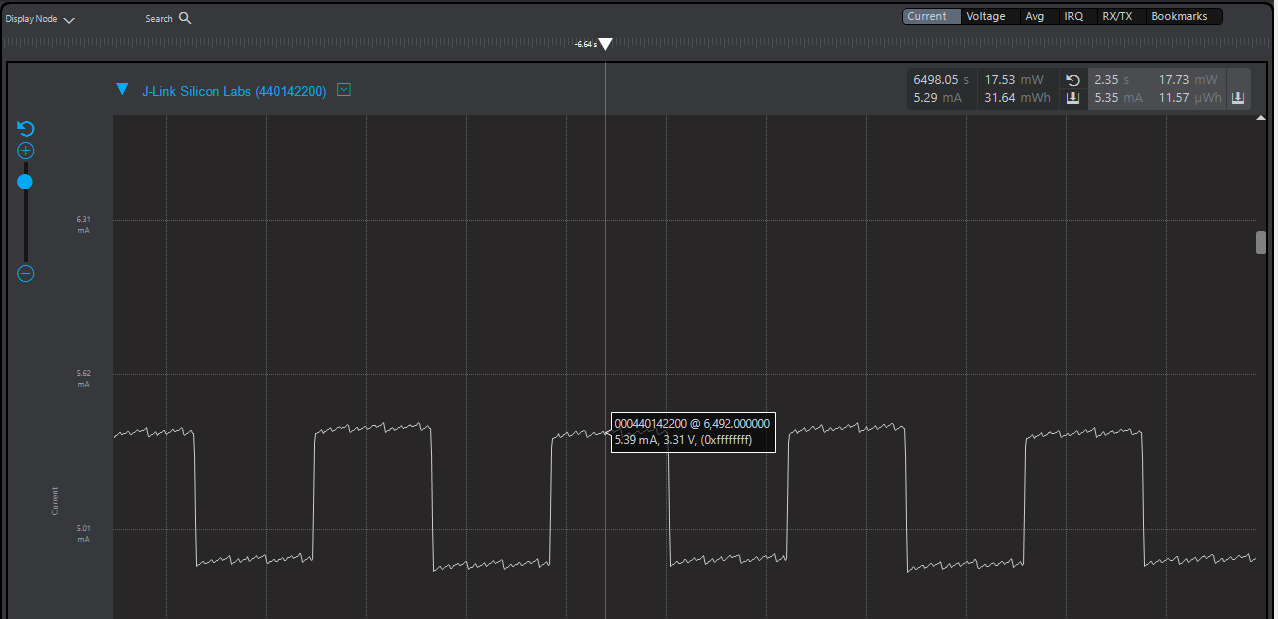 Display Node
Search
Current Voltage Avg IRQ RX/TX Bookmarks
-6.64 s
J-Link Silicon Labs (440142200)
6498.05 s 17.53 mW 2.35 s 17.73 mW
5.29 mA 31.64 mWh 5.35 mA 11.57 µWh
6.31
mA
5.62
mA
000440142200 @ 6,492.000000
5.39 mA, 3.31 V, (0xffffffff)
Current
5.01
mA